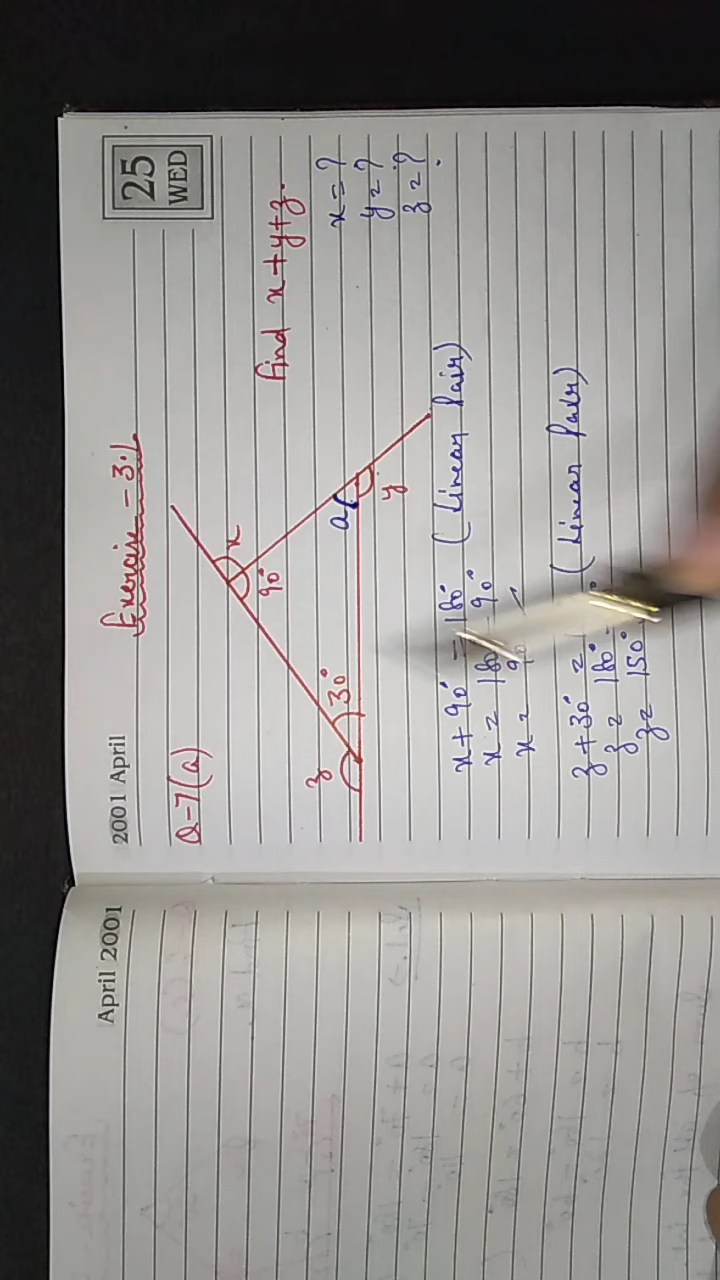 April 2001
2001 April
25
WED
Exercise - 3.1
Q-7(a)
Find x+y+z.
x
90°
z
30°
a
y
x = ?
y = ?
z = ?
x + 90° = 180° (Linear Pair)
x = 180 - 90°
x = 90
z + 30° = (Linear Pair)
z = 180° -
z = 150°